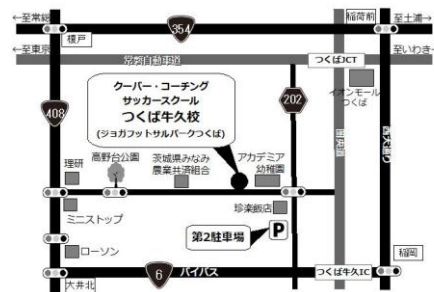 ←至常総
稲荷前
至土浦→
354
榎戸
←至東京
常磐自動車道
つくばJCT
至いわき→
クーバー・コーチング
サッカースクール
つくば牛久校
(ジョガフットサルパークつくば)
イオンモール
つくば
408
202
圏央道
西大通り
理研
高野台公園
茨城県みなみ
農業共済組合
アカデミア
幼稚園
ミニストップ
珍楽飯店
第2駐車場
P
ローソン
稲岡
6
バイパス
つくば牛久IC
大井北